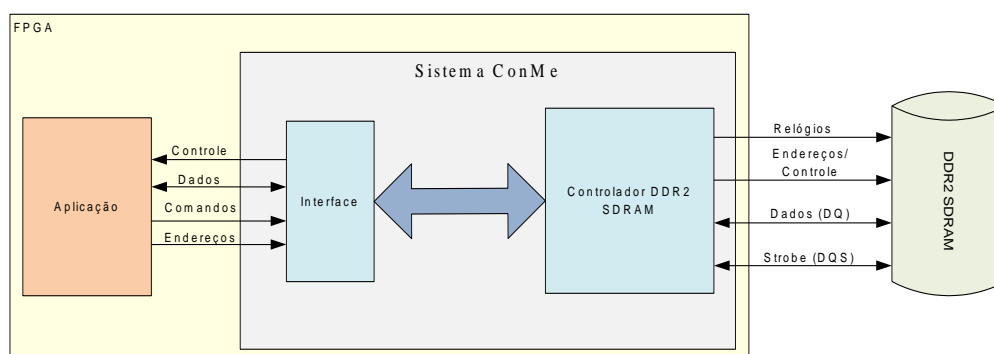 FPGA
Sistema ConMe
Aplicação
Controle
Dados
Comandos
Endereços
Interface
Controlador DDR2
SDRAM
Relógios
Endereços/
Controle
Dados (DQ)
Strobe (DQS)
DDR2 SDRAM